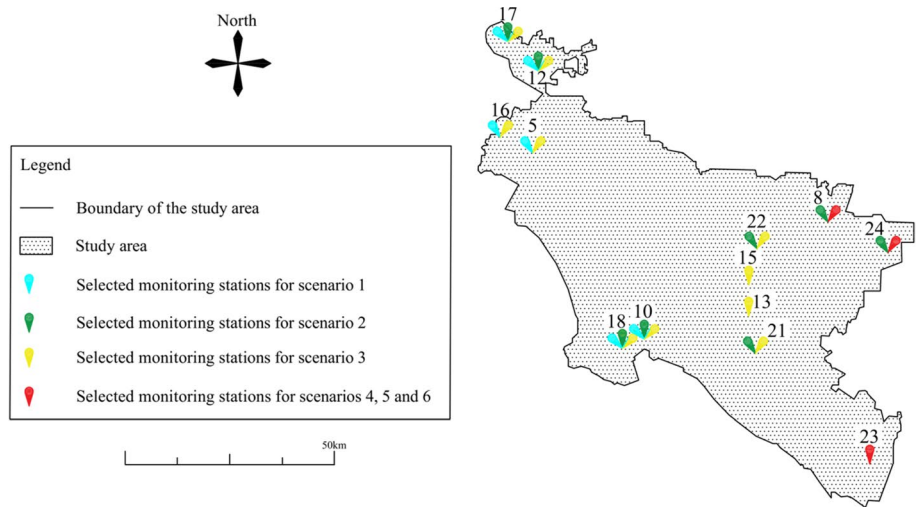 North
Legend
Boundary of the study area
Study area
Selected monitoring stations for scenario 1
Selected monitoring stations for scenario 2
Selected monitoring stations for scenario 3
Selected monitoring stations for scenarios 4, 5 and 6
50km
17
12
16
5
8
22
24
15
13
10
18
21
23